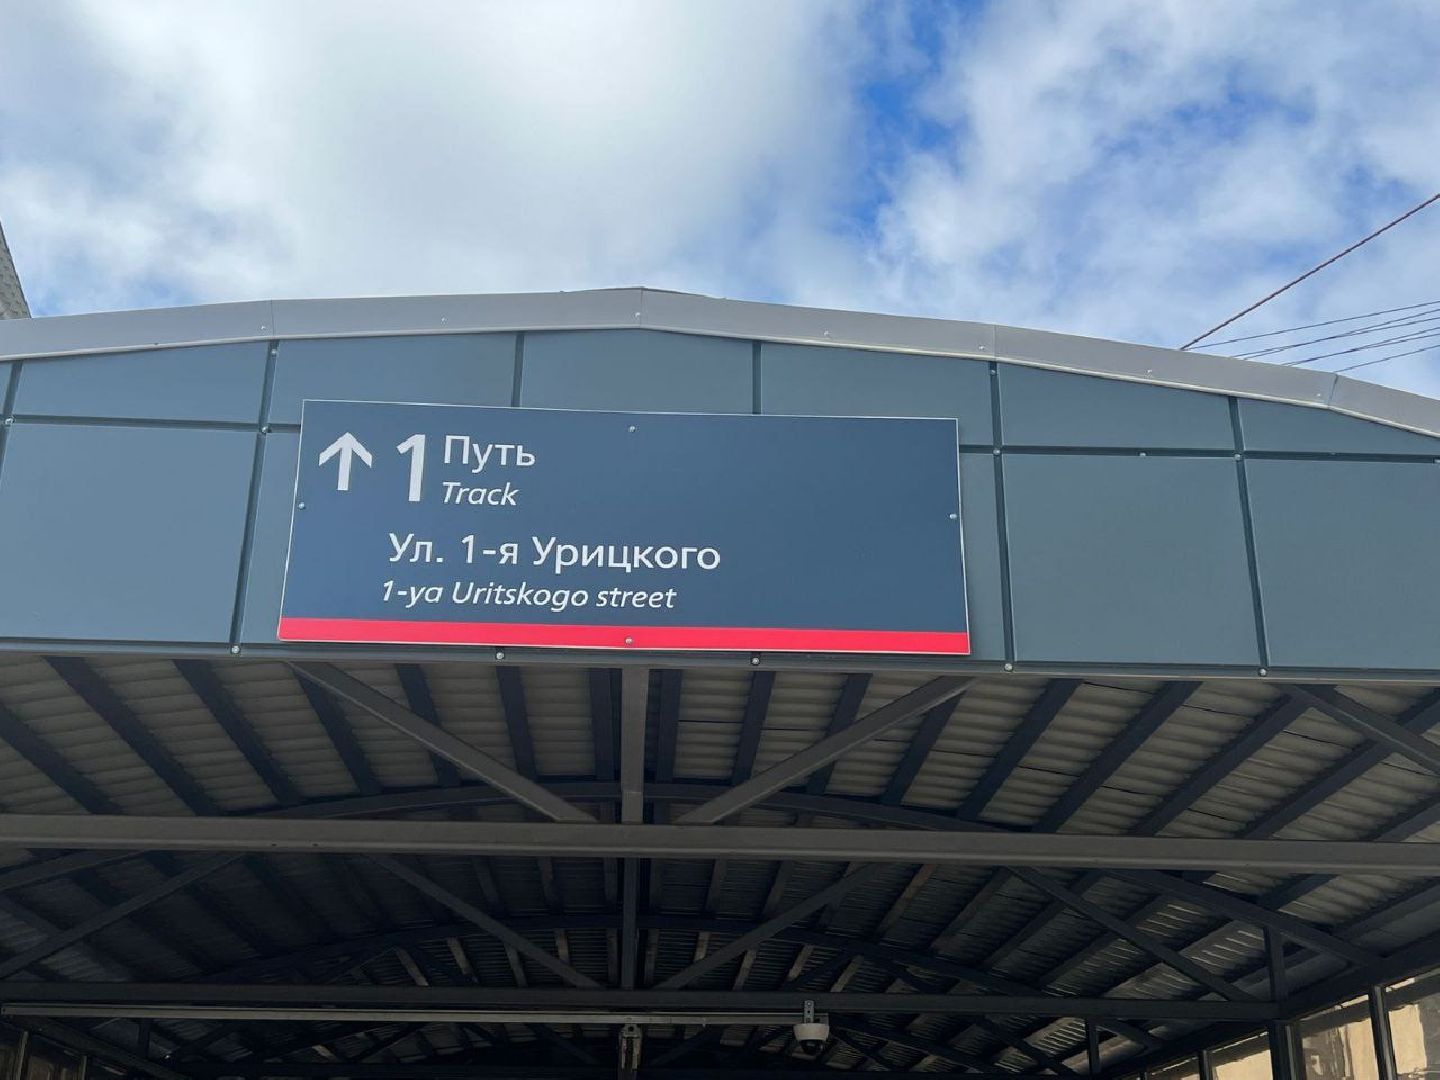 ↑ 1 Путь
Track
Ул. 1-я Урицкого
1-ya Uritskogo street